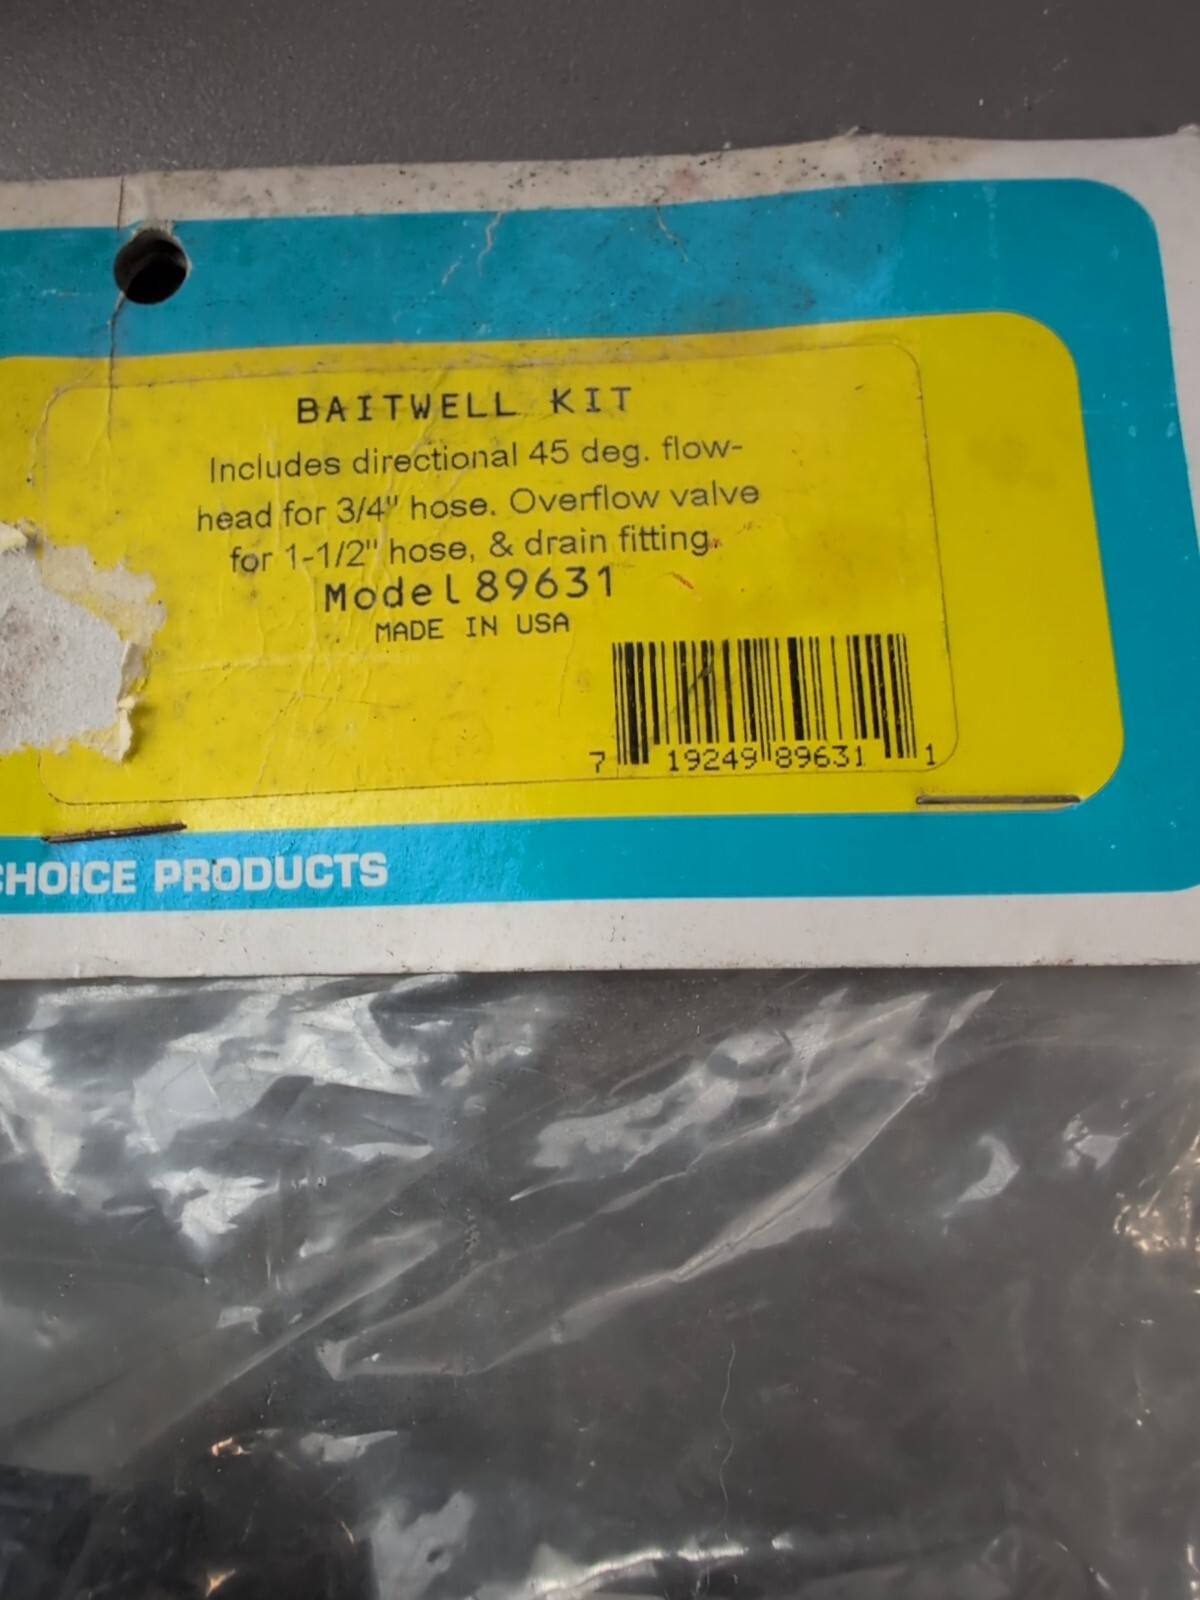 BAITWELL KIT
Includes directional 45 deg. flow-
head for 3/4" hose. Overflow valve
for 1-1/2" hose, & drain fitting.
Model 89631
MADE IN USA
7 19249 89631 1
CHOICE PRODUCTS